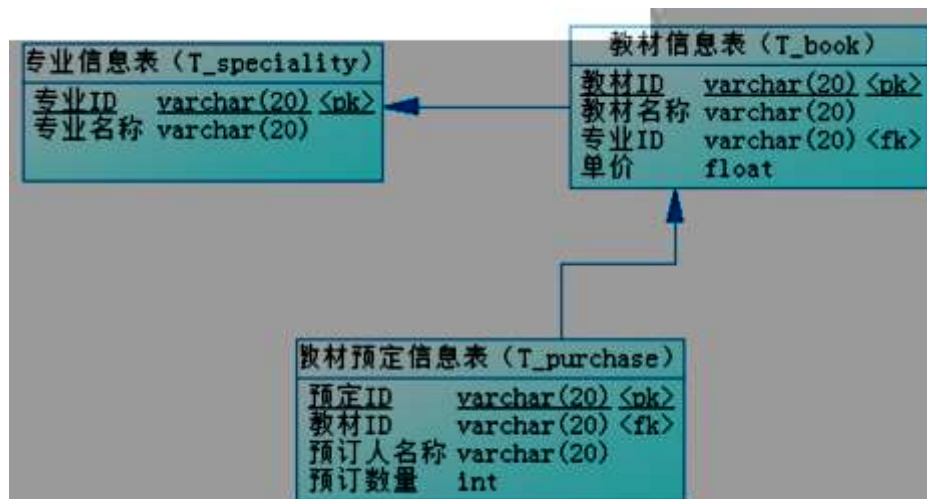 专业信息表（T_speciality）
专业ID varchar(20) <pk>
专业名称 varchar(20)
教材信息表（T_book）
教材ID varchar(20) <pk>
教材名称 varchar(20)
专业ID varchar(20) <fk>
单价 float
教材预定信息表（T_purchase）
预定ID varchar(20) <pk>
教材ID varchar(20) <fk>
预订人名称 varchar(20)
预订数量 int